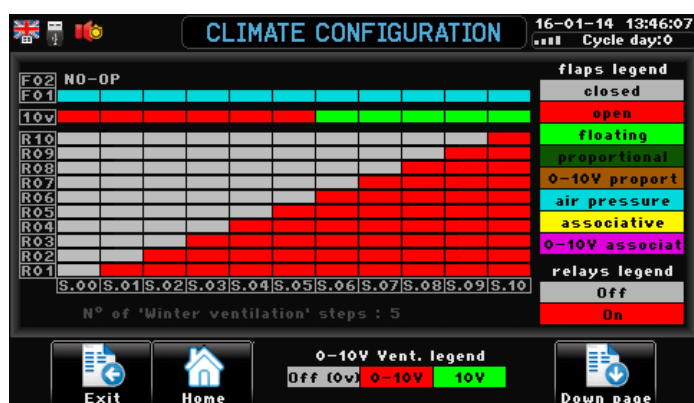 CLIMATE CONFIGURATION
16-01-14 13:46:07
Cycle day:0
F02 NO-OP
F01
10v
R10
R09
R08
R07
R06
R05
R04
R03
R02
R01
S.00 S.01 S.02 S.03 S.04 S.05 S.06 S.07 S.08 S.09 S.10
N° of 'Winter ventilation' steps : 5
flaps legend
closed
open
floating
proportional
0-10V proport
air pressure
associative
0-10V associat
relays legend
Off
On
Exit
Home
0-10V Vent. legend
Off (0v) 0-10V 10V
Down page